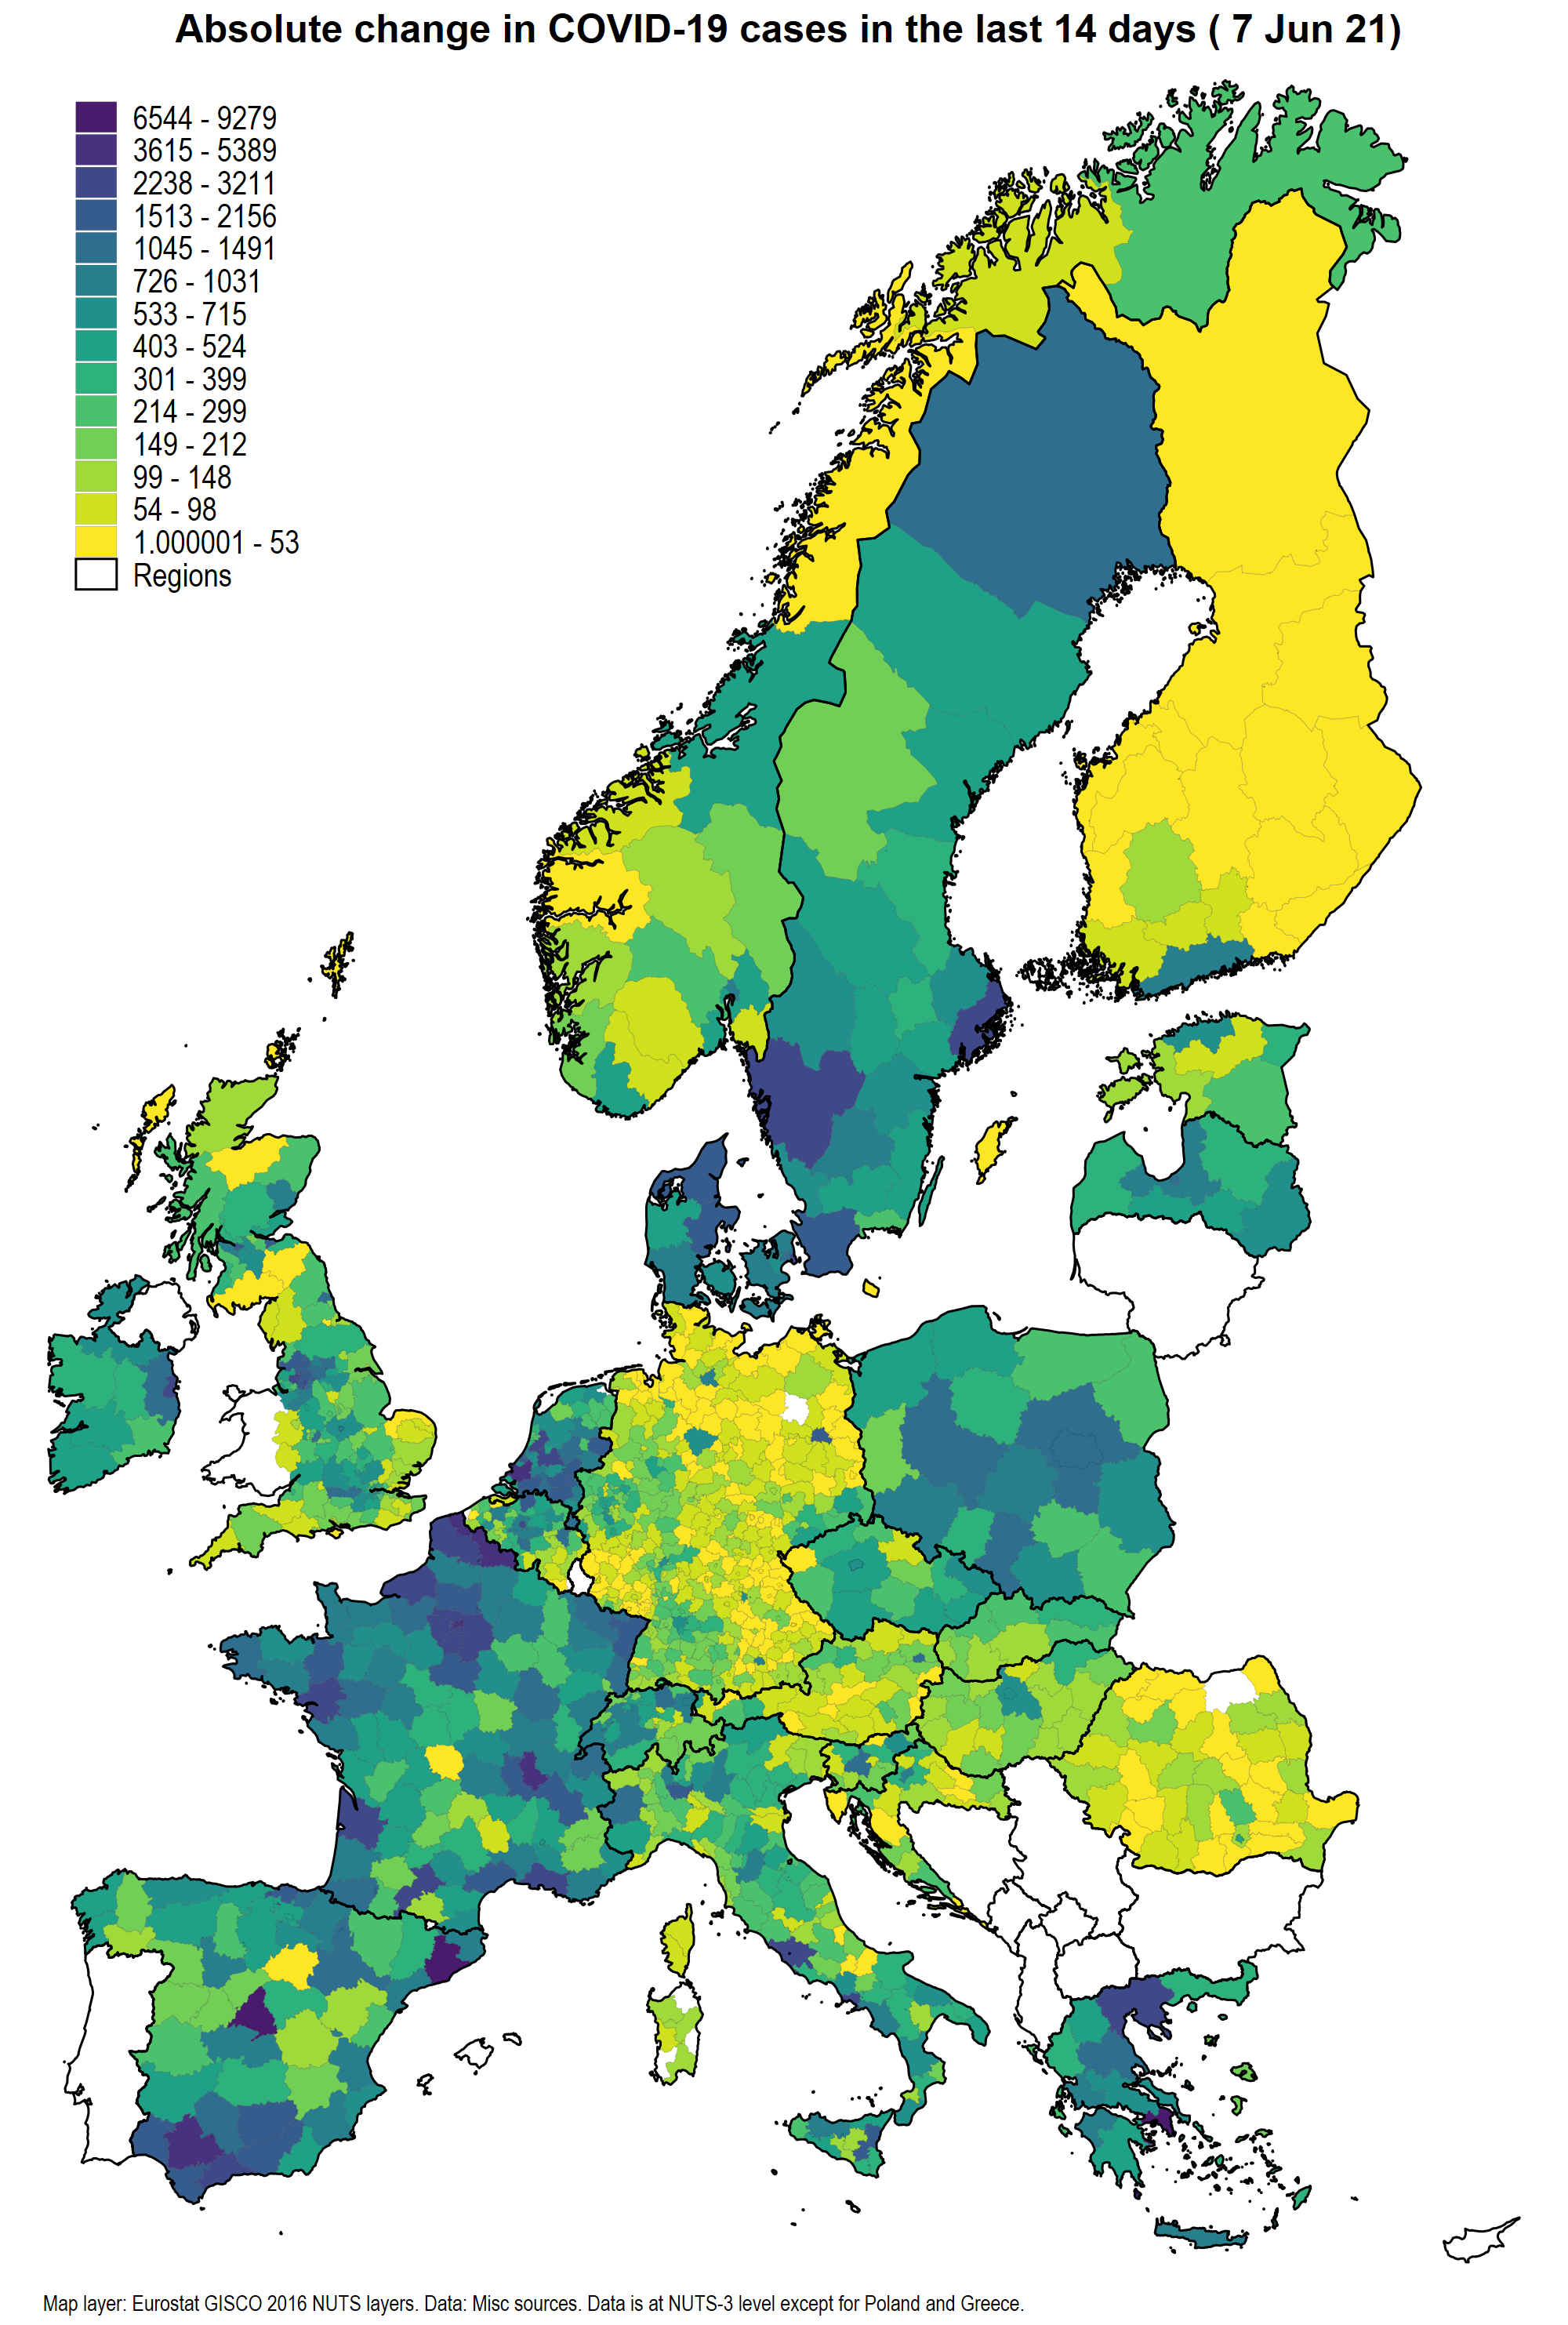 Absolute change in COVID-19 cases in the last 14 days ( 7 Jun 21)
6544 - 9279
3615 - 5389
2238 - 3211
1513 - 2156
1045 - 1491
726 - 1031
533 - 715
403 - 524
301 - 399
214 - 299
149 - 212
99 - 148
54 - 98
1.000001 - 53
Regions
Map layer: Eurostat GISCO 2016 NUTS layers. Data: Misc sources. Data is at NUTS-3 level except for Poland and Greece.